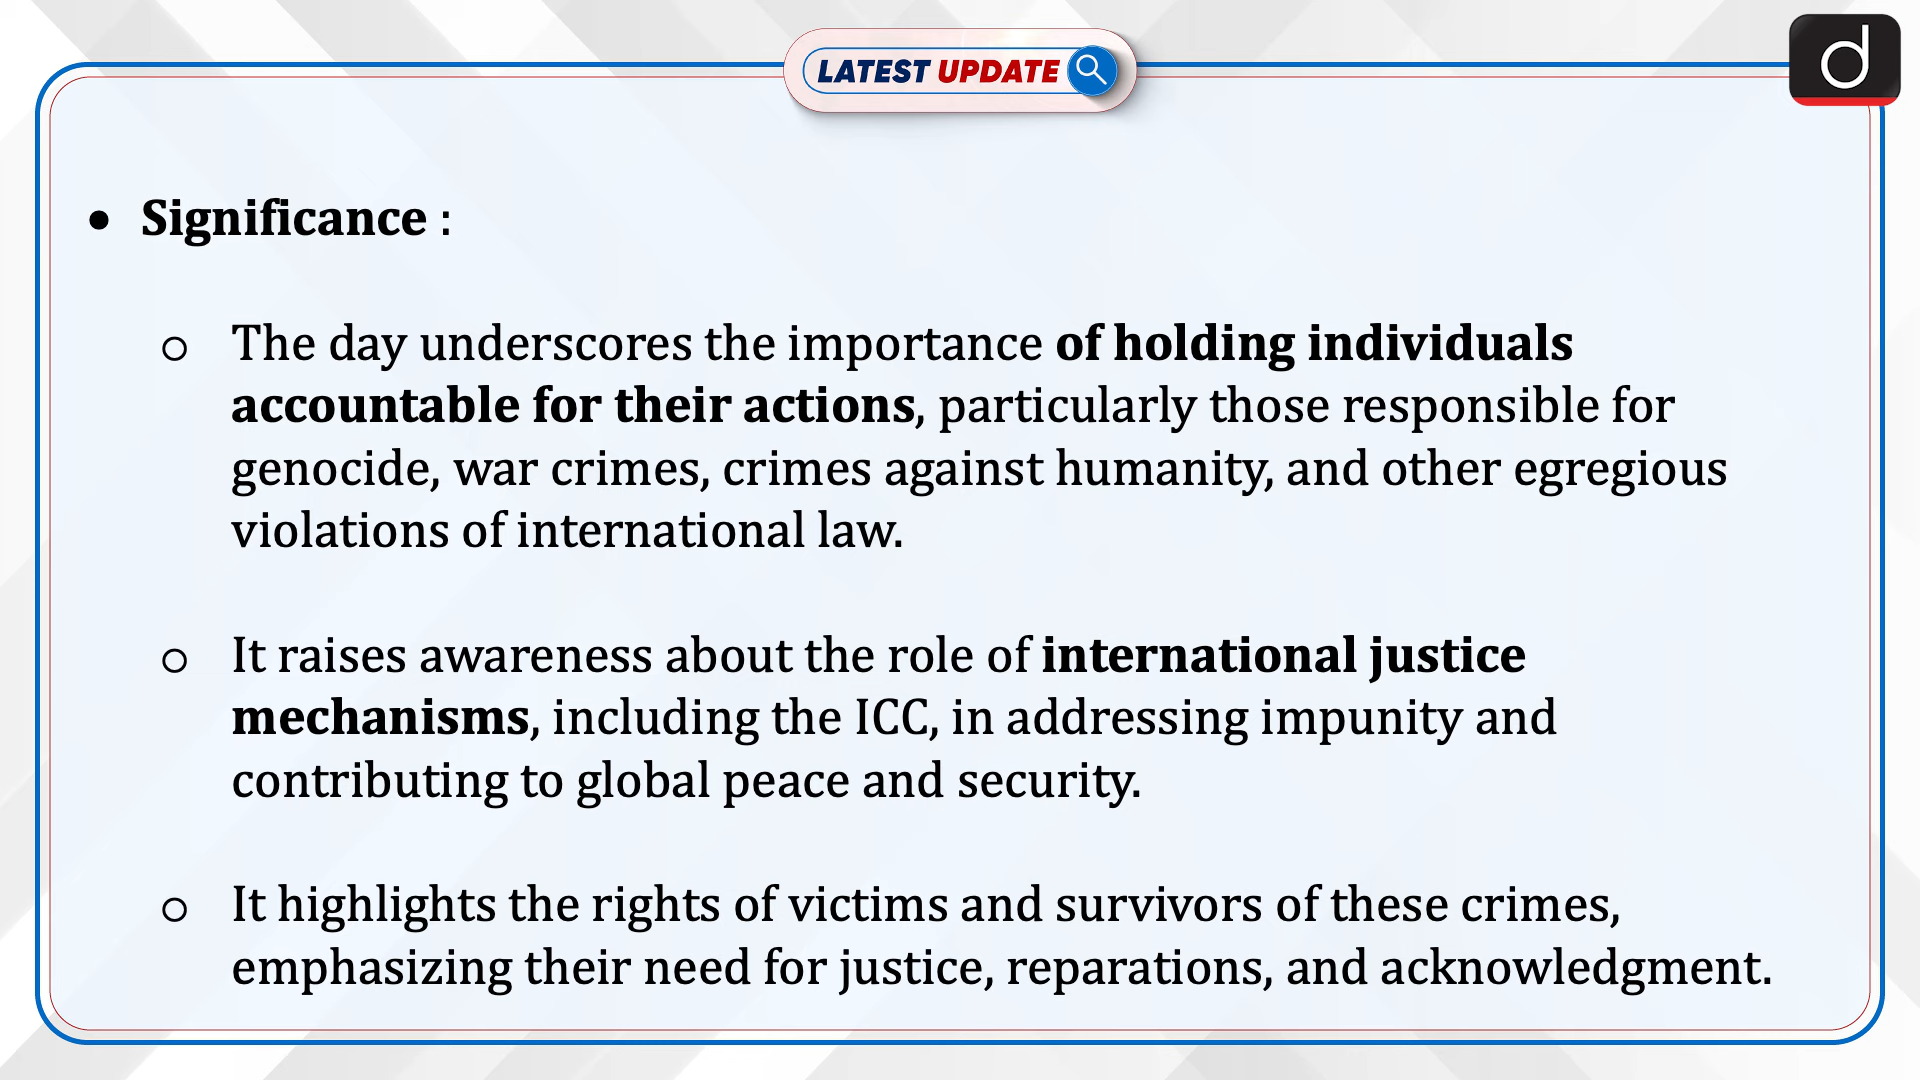 LATEST UPDATE
d
• Significance :
o The day underscores the importance of holding individuals
accountable for their actions, particularly those responsible for
genocide, war crimes, crimes against humanity, and other egregious
violations of international law.
o It raises awareness about the role of international justice
mechanisms, including the ICC, in addressing impunity and
contributing to global peace and security.
o It highlights the rights of victims and survivors of these crimes,
emphasizing their need for justice, reparations, and acknowledgment.